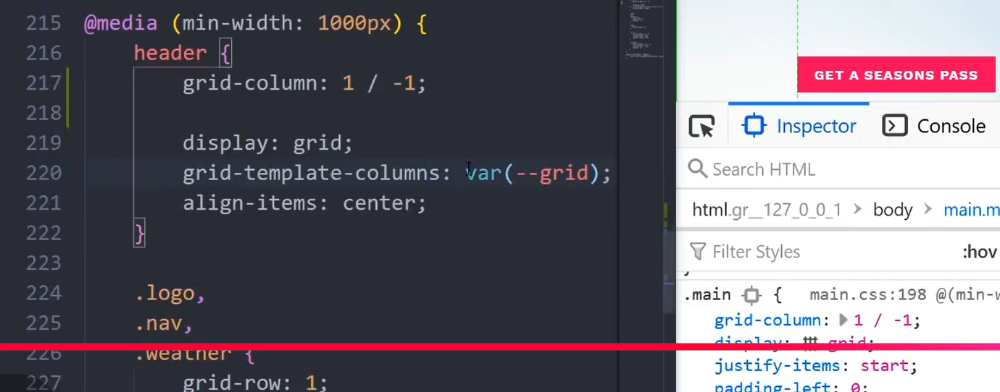 215 @media (min-width: 1000px) {
216 header {
217 grid-column: 1 / -1;
218
219 display: grid;
220 grid-template-columns: var(--grid);
221 align-items: center;
222 }
223
224 .logo,
225 .nav,
226 .weather {
227 grid-row: 1;
GET A SEASONS PASS
Inspector Console
Search HTML
html.gr__127_0_0_1 > body > main.m
Filter Styles :hov
}
.main { main.css:198 @(min-w
grid-column: 1 / -1;
display: grid;
justify-items: start;
padding-left: 0;